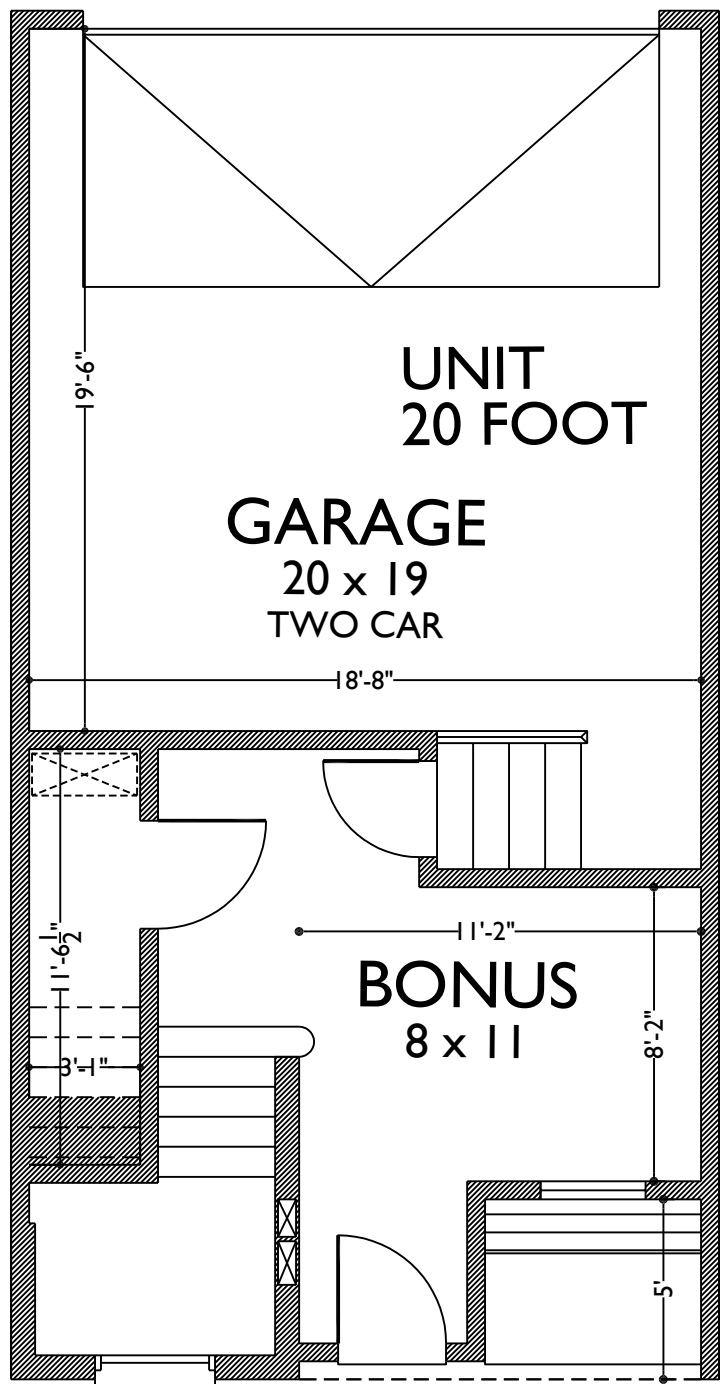 19'-6"
UNIT
20 FOOT
GARAGE
20 x 19
TWO CAR
18'-8"
11'-6 1/2"
11'-2"
BONUS
8 x 11
8'-2"
3'-1"
5'